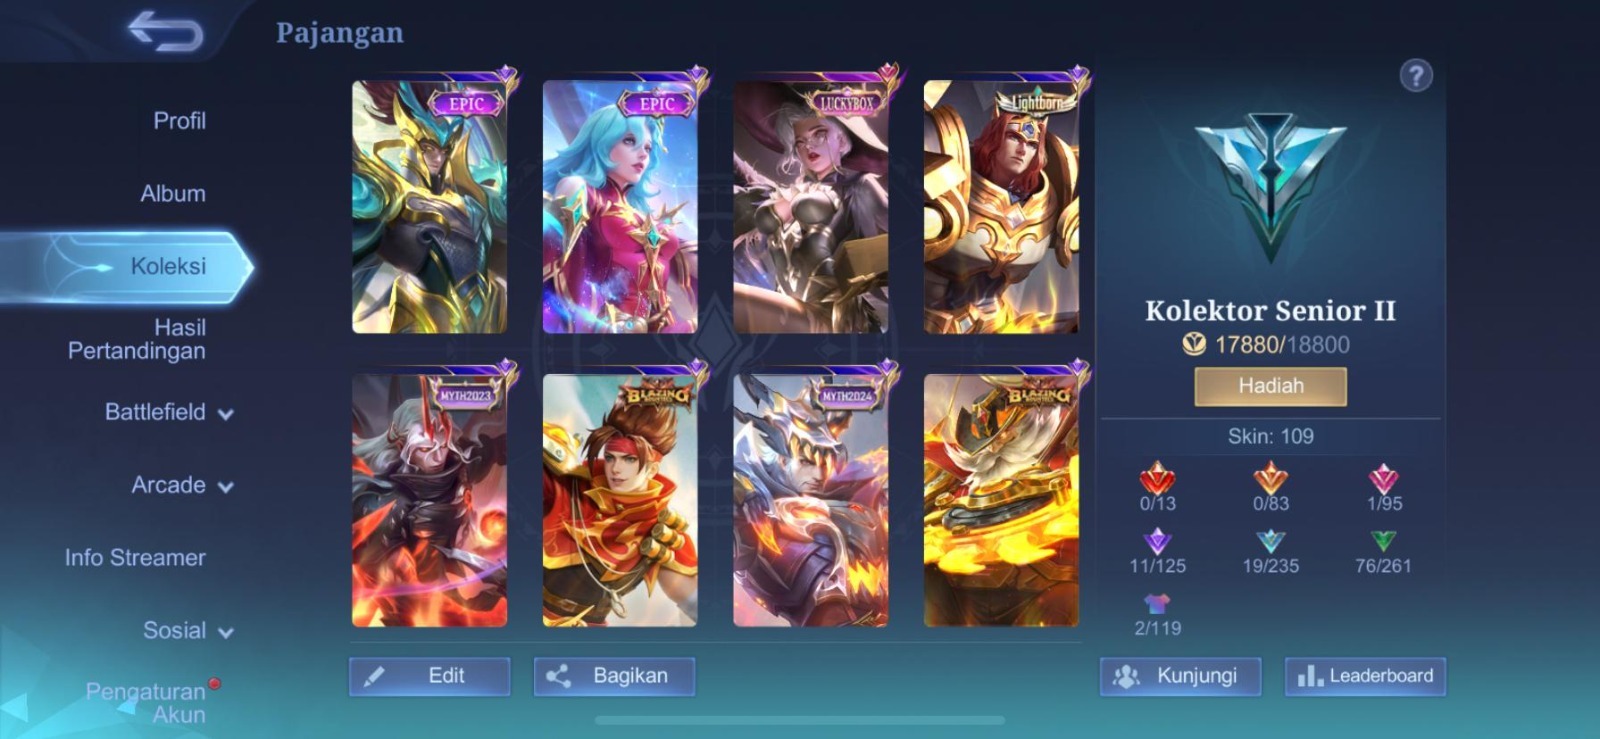 Pajangan
Profil
Album
Koleksi
Hasil
Pertandingan
Battlefield
Arcade
Info Streamer
Sosial
Pengaturan
Akun
EPIC
EPIC
LUCKYBOX
Lightborn
MYTH2023
BLAZING
MYTH2024
BLAZING
Edit
Bagikan
?
Kolektor Senior II
17880/18800
Hadiah
Skin: 109
0/13
0/83
1/95
11/125
19/235
76/261
2/119
Kunjungi
Leaderboard